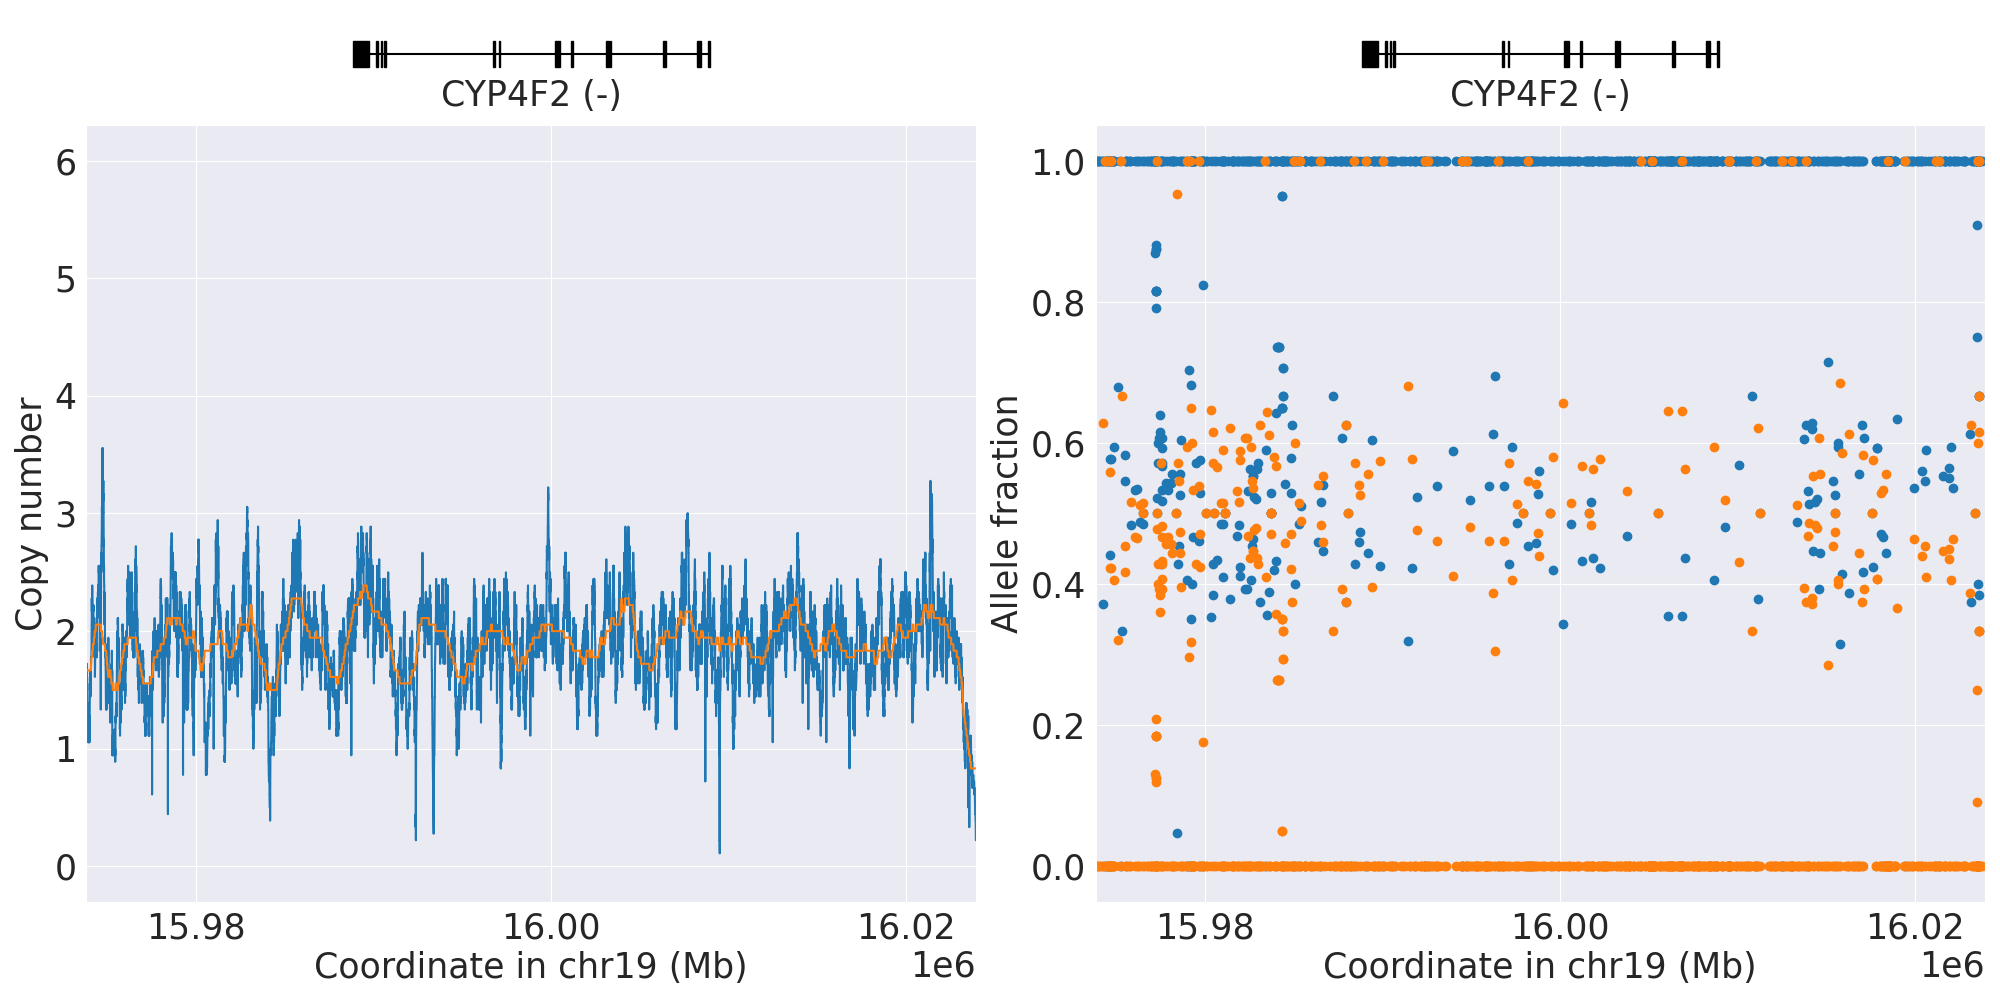 CYP4F2 (-)
CYP4F2 (-)
Copy number
6
5
4
3
2
1
0
15.98
16.00
16.02
Coordinate in chr19 (Mb)
1e6
Allele fraction
1.0
0.8
0.6
0.4
0.2
0.0
15.98
16.00
16.02
Coordinate in chr19 (Mb)
1e6